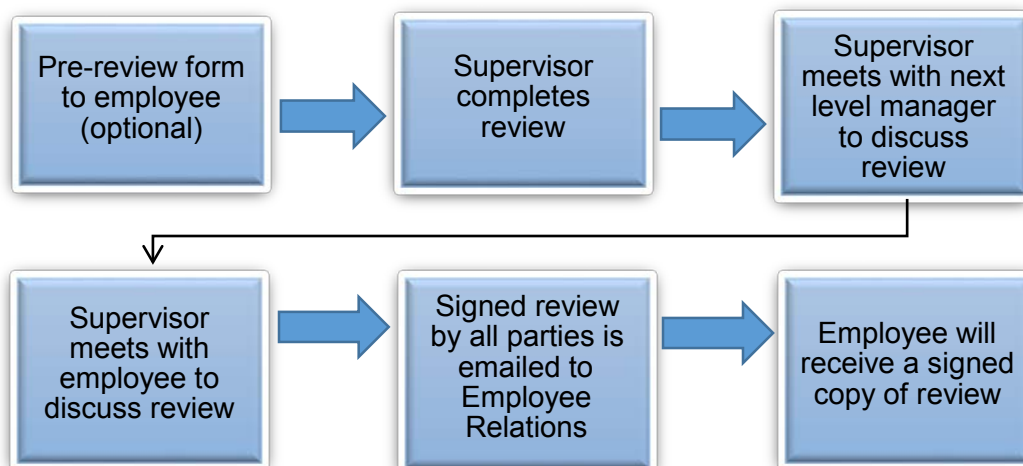 Pre-review form
to employee
(optional)
Supervisor
completes
review
Supervisor
meets with next
level manager
to discuss
review
Supervisor
meets with
employee to
discuss review
Signed review
by all parties is
emailed to
Employee
Relations
Employee will
receive a signed
copy of review